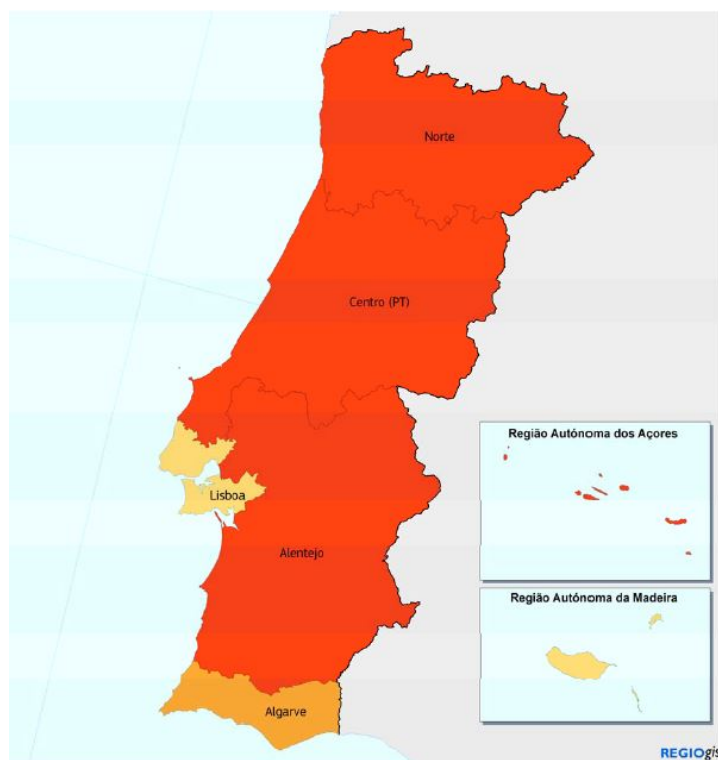 Norte
Centro (PT)
Região Autónoma dos Açores
Lisboa
Alentejo
Região Autónoma da Madeira
Algarve
REGIOgis